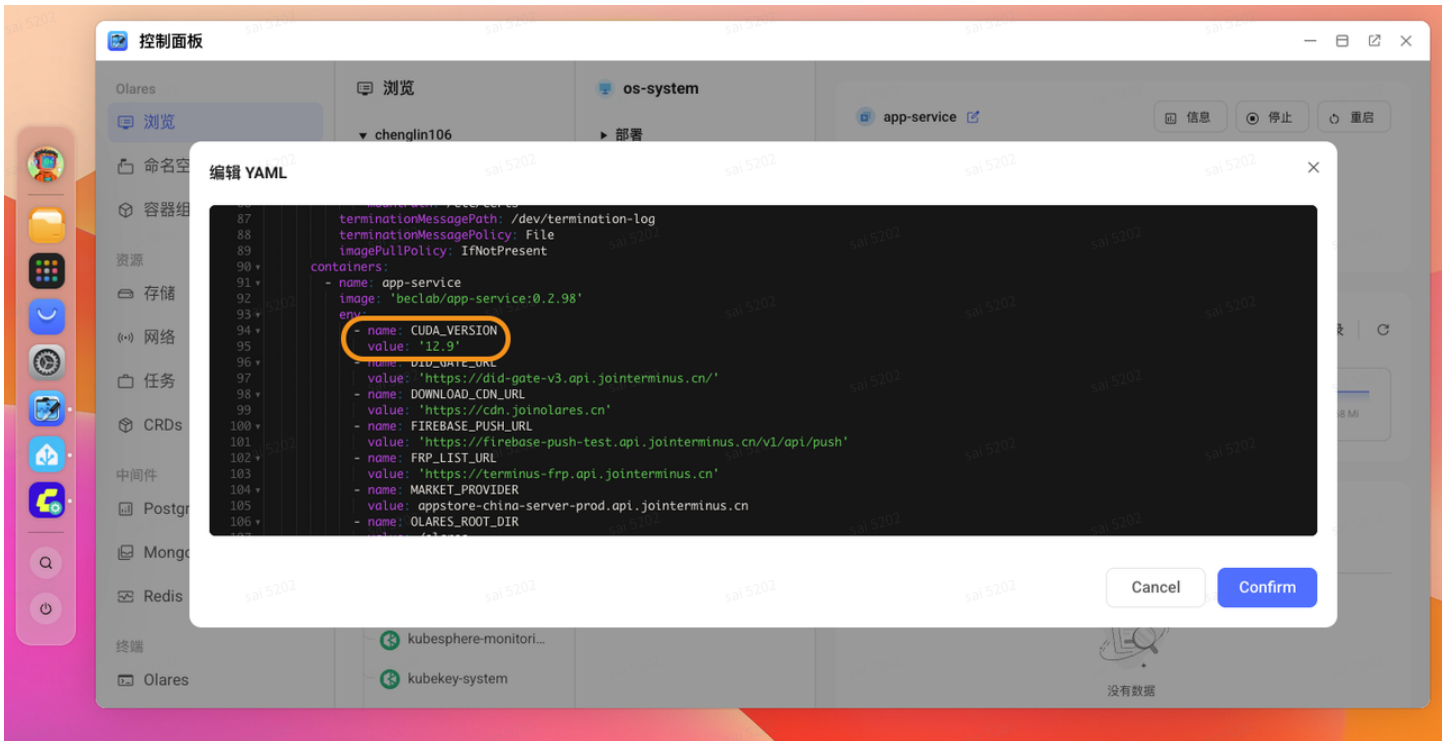 控制面板
Olares
浏览
命名空
容器组
资源
存储
网络
任务
CRDs
中间件
Postgr
Mongo
Redis
终端
Olares
浏览
chenglin106
kubesphere-monitori...
kubekey-system
os-system
部署
app-service
信息
停止
重启
编辑 YAML
87 terminationMessagePath: /dev/termination-log
88 terminationMessagePolicy: File
89 imagePullPolicy: IfNotPresent
90 containers:
91 - name: app-service
92 image: 'beclab/app-service:0.2.98'
93 env:
94 - name: CUDA_VERSION
95 value: '12.9'
96 - name: DID_GATE_URL
97 value: 'https://did-gate-v3.api.jointerminus.cn/'
98 - name: DOWNLOAD_CDN_URL
99 value: 'https://cdn.joinolares.cn'
100 - name: FIREBASE_PUSH_URL
101 value: 'https://firebase-push-test.api.jointerminus.cn/v1/api/push'
102 - name: FRP_LIST_URL
103 value: 'https://terminus-frp.api.jointerminus.cn'
104 - name: MARKET_PROVIDER
105 value: appstore-china-server-prod.api.jointerminus.cn
106 - name: OLARES_ROOT_DIR
Cancel
Confirm
没有数据
sai 5202